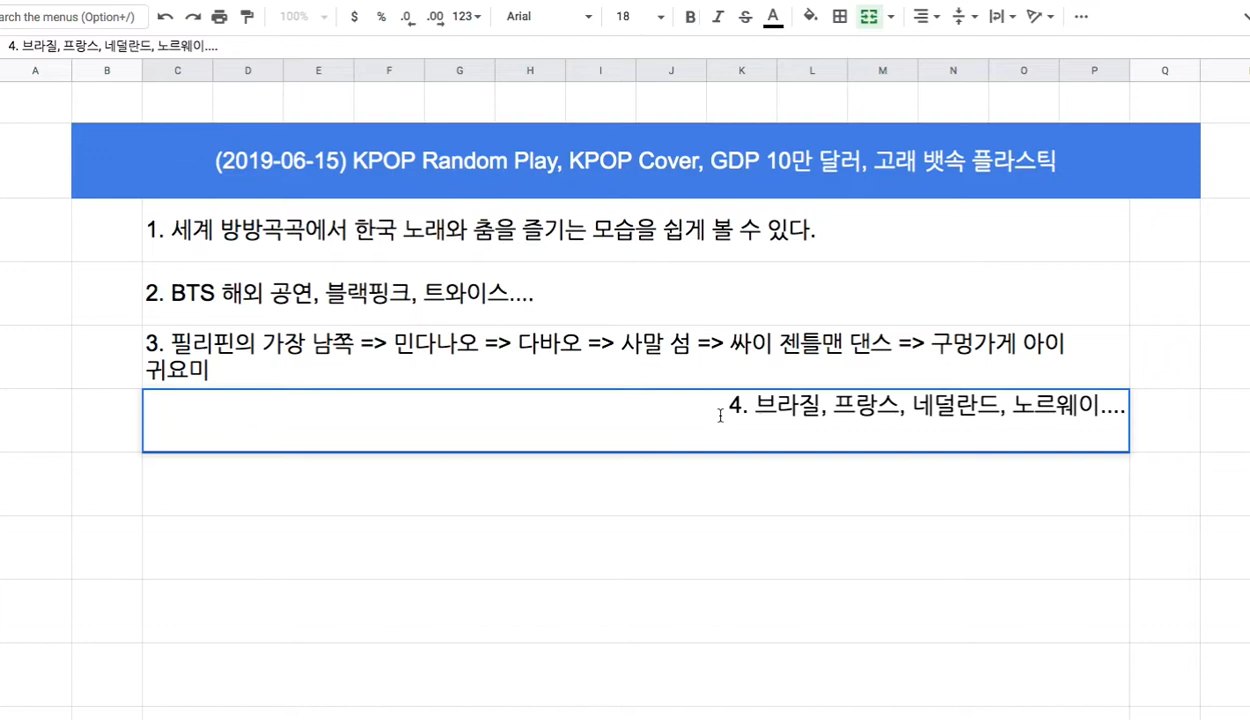 arch the menus (Option+/)
100%
$ % .0 .00 123
Arial
18
B I S A
4. 브라질, 프랑스, 네덜란드, 노르웨이....
A B C D E F G H I J K L M N O P Q
(2019-06-15) KPOP Random Play, KPOP Cover, GDP 10만 달러, 고래 뱃속 플라스틱
1. 세계 방방곡곡에서 한국 노래와 춤을 즐기는 모습을 쉽게 볼 수 있다.
2. BTS 해외 공연, 블랙핑크, 트와이스....
3. 필리핀의 가장 남쪽 => 민다나오 => 다바오 => 사말 섬 => 싸이 젠틀맨 댄스 => 구멍가게 아이
귀요미
4. 브라질, 프랑스, 네덜란드, 노르웨이....